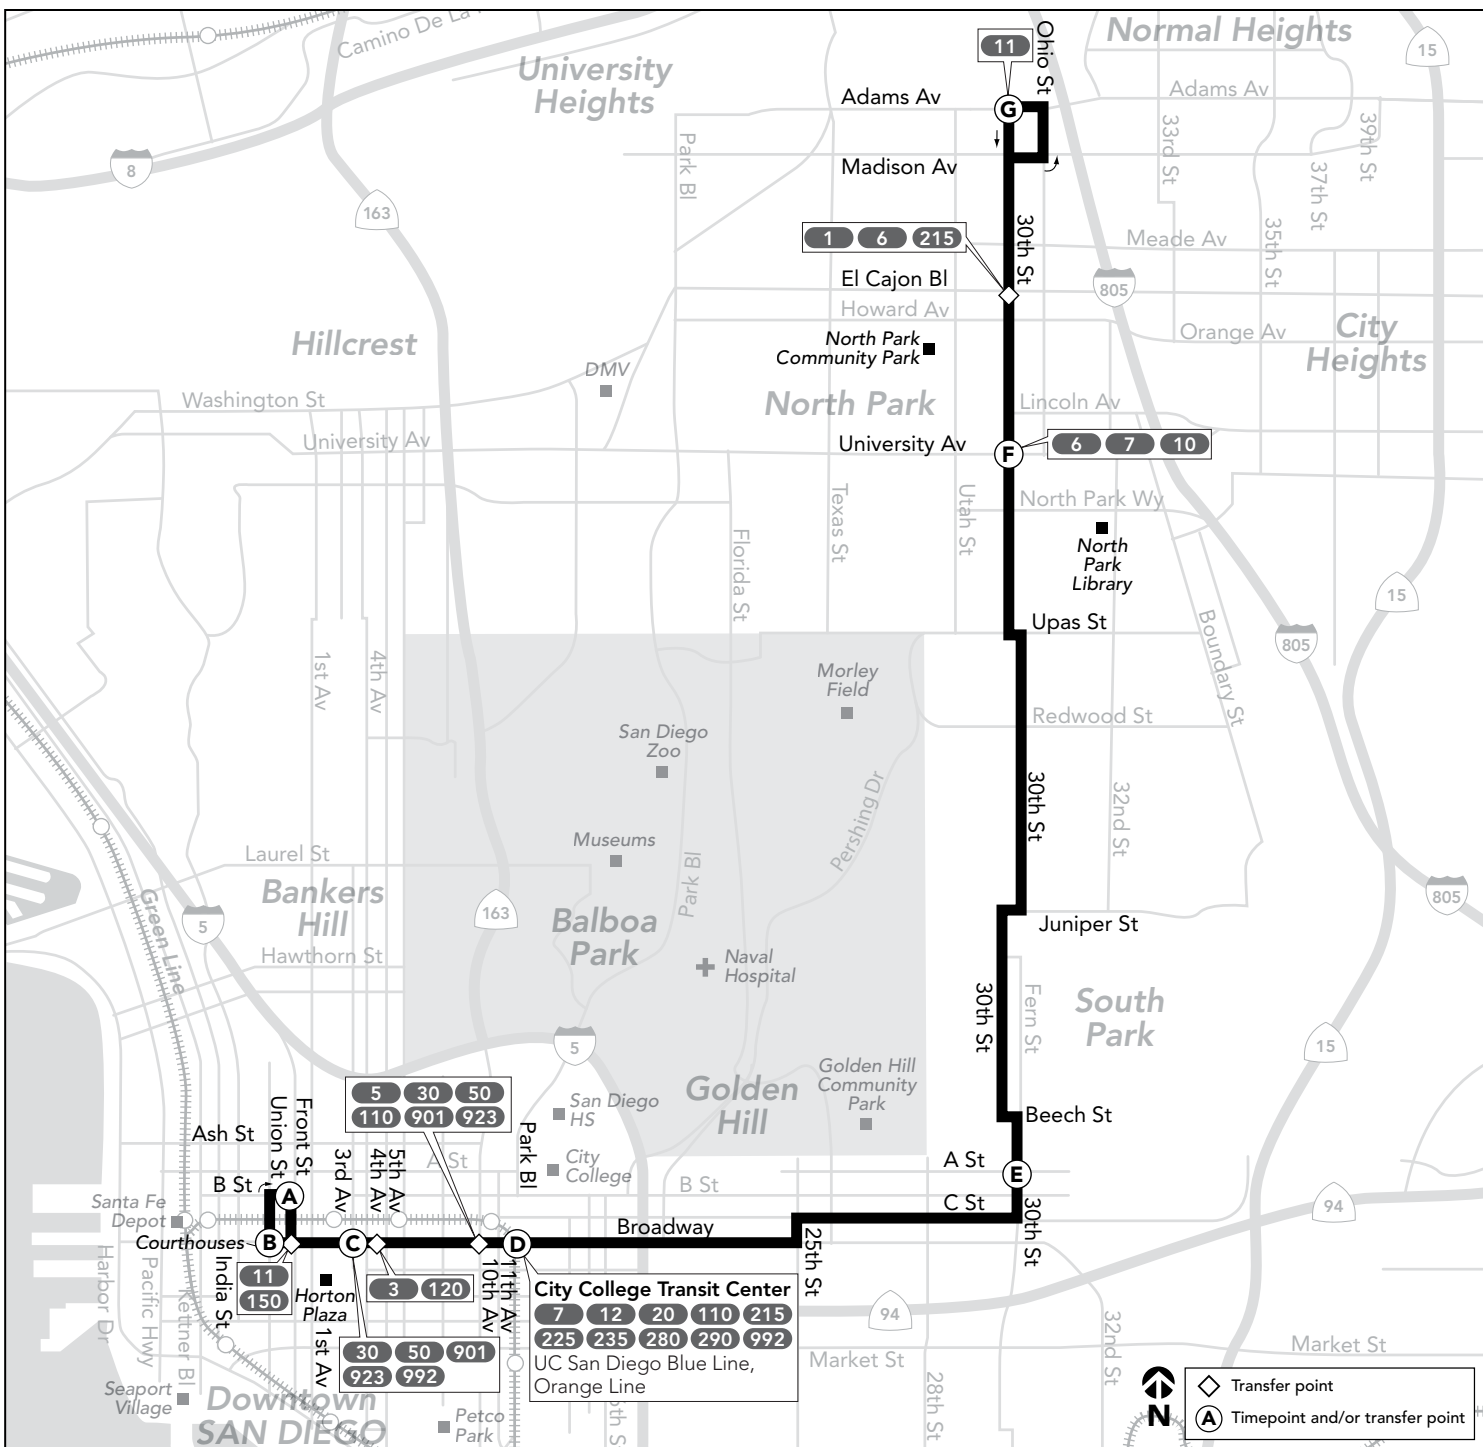 Camino De La
University
Heights
11
Ohio St
Normal Heights
15
Adams Av
Adams Av
G
8
163
Park Bl
Madison Av
33rd St
39th St
37th St
35th St
1 6 215
30th St
Meade Av
El Cajon Bl
805
Howard Av
Orange Av
City
Heights
Hillcrest
North Park
Community Park
DMV
North Park
Washington St
Lincoln Av
University Av
University Av
F
6 7 10
Texas St
Utah St
North Park Wy
Florida St
North
Park
Library
15
Upas St
Boundary St
805
1st Av
4th Av
Morley
Field
Redwood St
San Diego
Zoo
30th St
32nd St
Pershing Dr
Museums
Laurel St
Park Bl
Bankers
Hill
Green Line
5
163
Balboa
Park
805
Juniper St
Hawthorn St
Naval
Hospital
30th St
Fern St
South
Park
5
15
Golden Hill
Community
Park
Golden
Hill
5 30 50
110 901 923
San Diego
HS
Beech St
Union St
Front St
Ash St
3rd Av
4th Av
5th Av
A St
Park Bl
City
College
A St
E
B St
A
B St
C St
30th St
94
Santa Fe
Depot
Courthouses
B
C
D
Broadway
25th St
11
150
Horton
Plaza
3 120
10th Av
11th Av
City College Transit Center
7 12 20 110 215
225 235 280 290 992
UC San Diego Blue Line,
Orange Line
94
Harbor Dr
Pacific Hwy
Kettner Bl
India St
1st Av
30 50 901
923 992
Market St
Market St
28th St
32nd St
Seaport
Village
Downtown
SAN DIEGO
Petco
Park
N
Transfer point
A Timepoint and/or transfer point